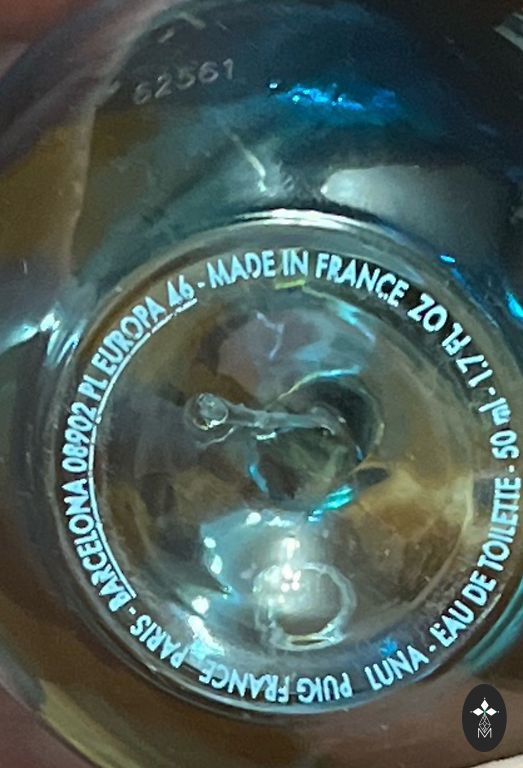 62561
PUIG FRANCE - PARIS - BARCELONA 08902 PL EUROPA 46 - MADE IN FRANCE
LUNA - EAU DE TOILETTE - 50 ml - 1.7 FL OZ
M